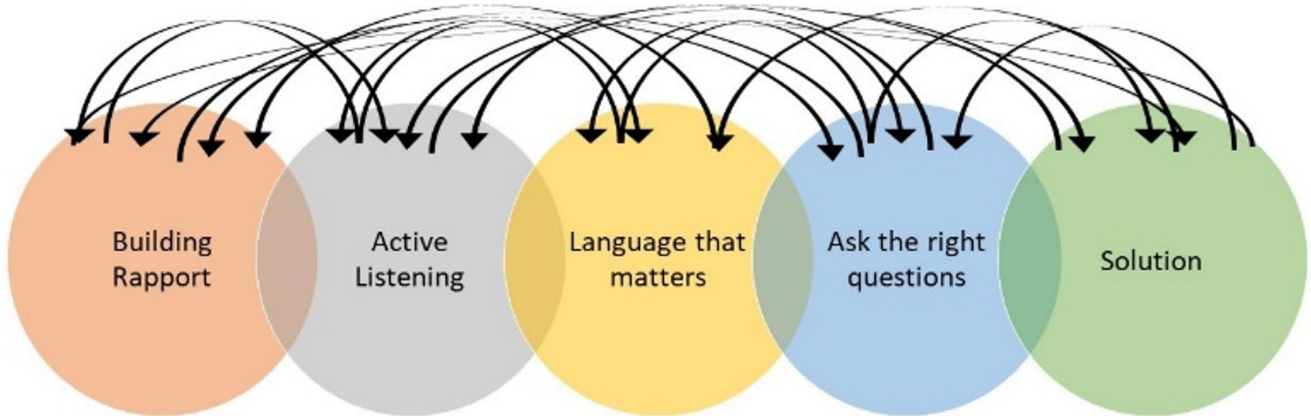 Building
Rapport
Active
Listening
Language that
matters
Ask the right
questions
Solution